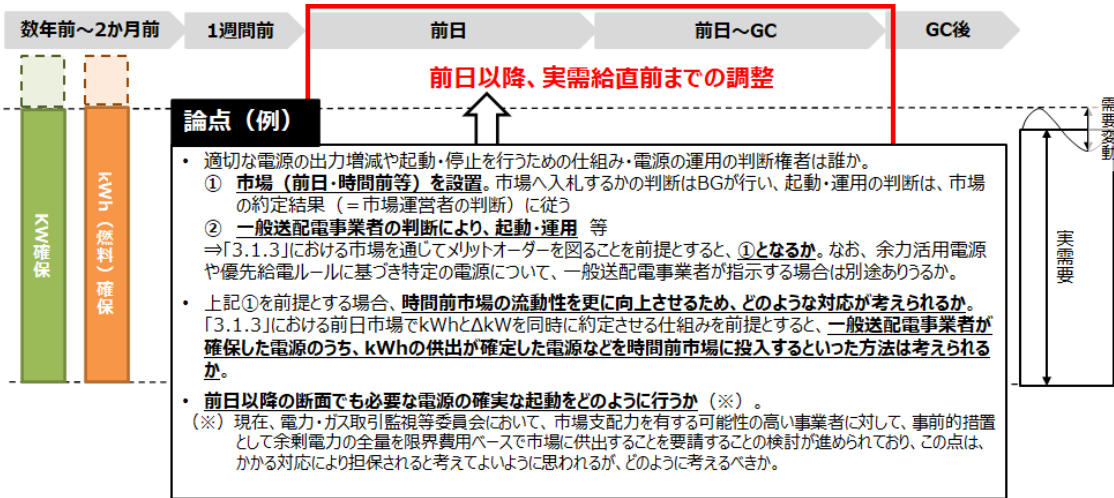 数年前～2か月前
1週間前
前日
前日～GC
GC後
前日以降、実需給直前までの調整
論点（例）
• 適切な電源の出力増減や起動・停止を行うための仕組み・電源の運用の判断権者は誰か。
① 市場（前日・時間前等）を設置。市場へ入札するかの判断はBGが行い、起動・運用の判断は、市場
の約定結果（＝市場運営者の判断）に従う
② 一般送配電事業者の判断により、起動・運用 等
⇒「3.1.3」における市場を通じてメリットオーダーを図ることを前提とすると、①となるか。なお、余力活用電源
や優先給電ルールに基づき特定の電源について、一般送配電事業者が指示する場合は別途ありうるか。
• 上記①を前提とする場合、時間前市場の流動性を更に向上させるため、どのような対応が考えられるか。
「3.1.3」における前日市場でkWhとΔkWを同時に約定させる仕組みを前提とすると、一般送配電事業者が
確保した電源のうち、kWhの供出が確定した電源などを時間前市場に投入するといった方法は考えられる
か。
• 前日以降の断面でも必要な電源の確実な起動をどのように行うか（※）。
（※）現在、電力・ガス取引監視等委員会において、市場支配力を有する可能性の高い事業者に対して、事前的措置
として余剰電力の全量を限界費用ベースで市場に供出することを要請することの検討が進められており、この点は、
かかる対応により担保されると考えてよいように思われるが、どのように考えるべきか。
KW確保
kWh（燃料）確保
需要変動
実需要